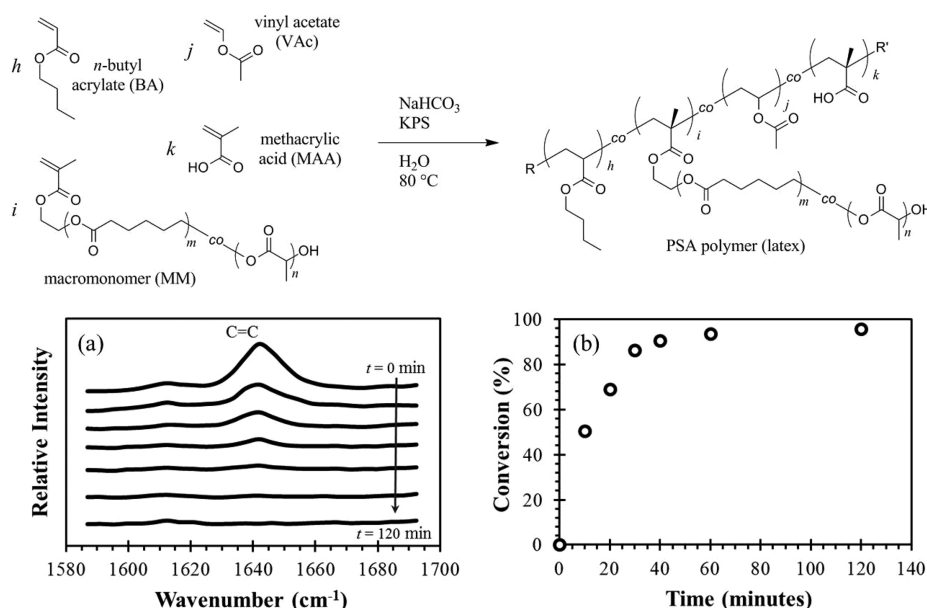 h
n-butyl
acrylate (BA)
j
vinyl acetate
(VAc)
k
methacrylic
acid (MAA)
i
macromonomer (MM)
O
O
O
O
HO
O
O
O
O
O
m
co
O
O
OH
n
NaHCO3
KPS
H2O
80 °C
R
h
co
i
co
j
co
k
R'
O
O
O
O
O
O
HO
O
O
O
m
co
O
O
OH
n
PSA polymer (latex)
(a)
C=C
t = 0 min
t = 120 min
Relative Intensity
1580 1600 1620 1640 1660 1680 1700
Wavenumber (cm-1)
(b)
100
80
60
40
20
0
Conversion (%)
0 20 40 60 80 100 120 140
Time (minutes)